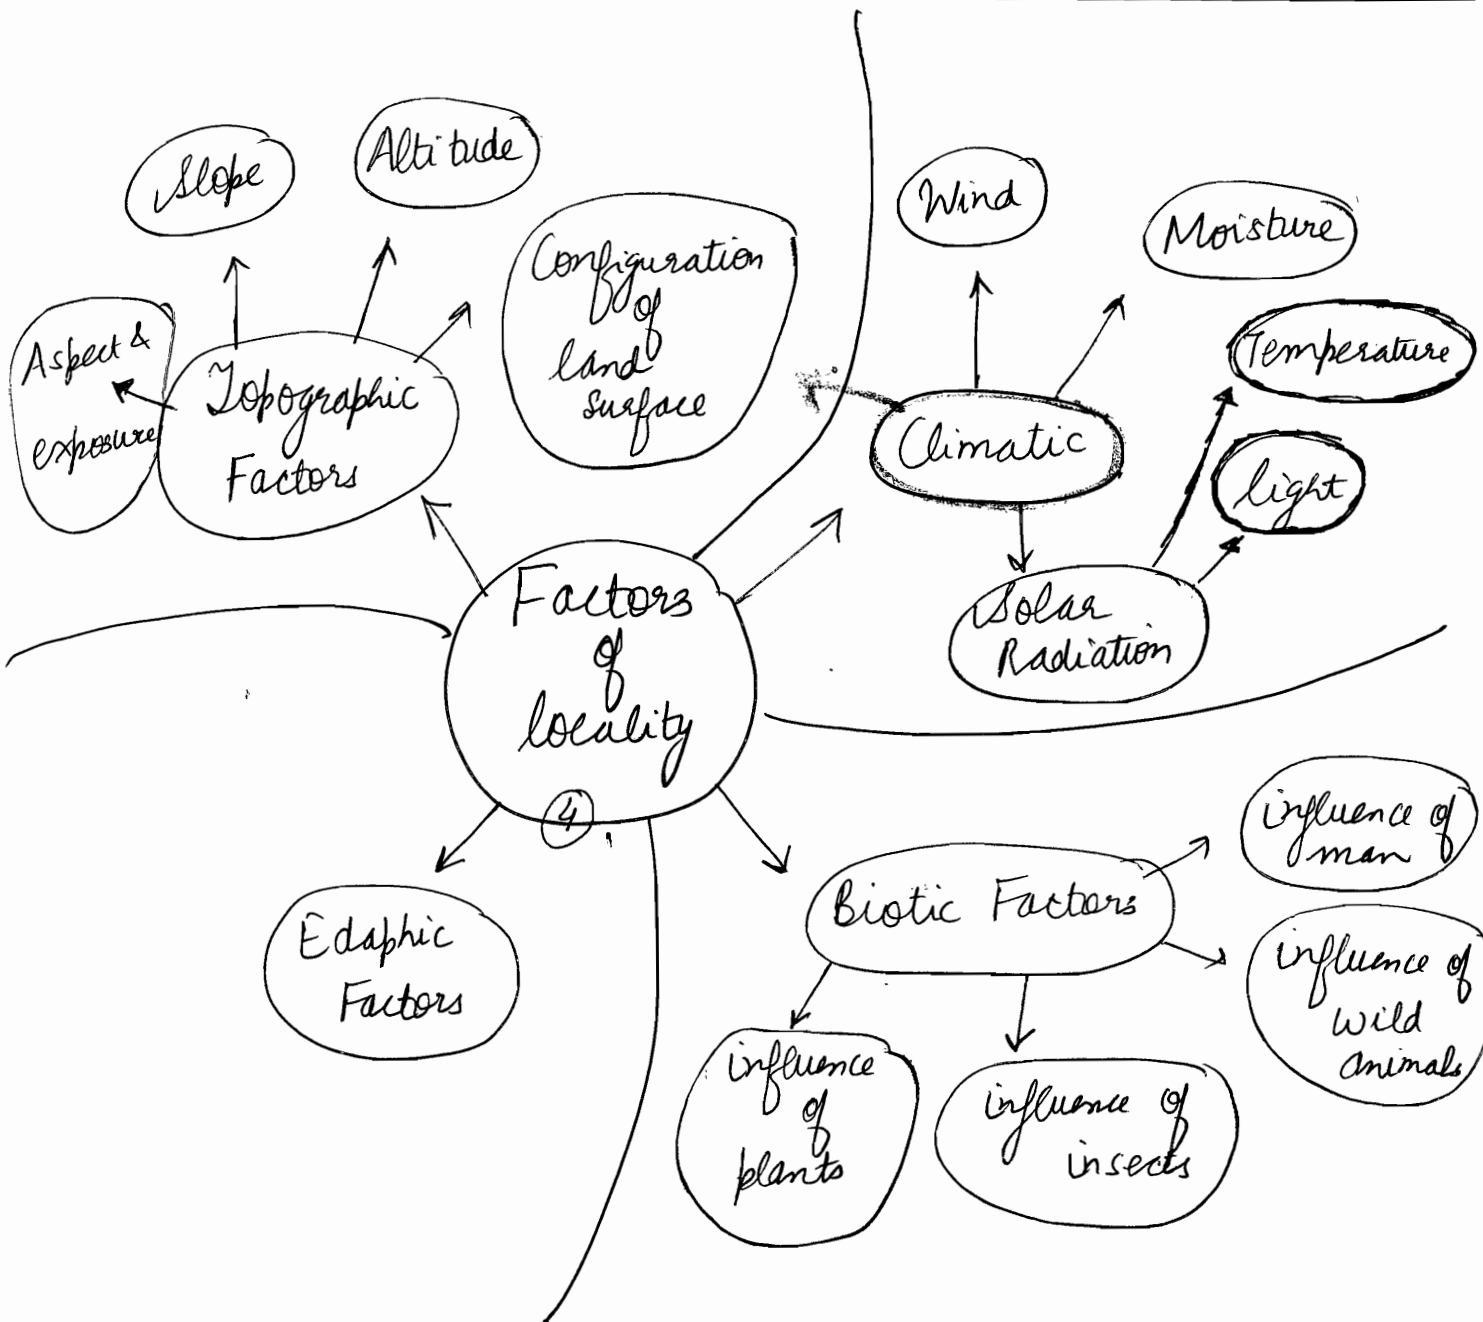 Slope
Altitude
Configuration
of
land
surface
Aspect &
exposure
Topographic
Factors
Wind
Moisture
Temperature
light
Climatic
Solar
Radiation
Factors
of
locality
4
Edaphic
Factors
Biotic Factors
influence of
man
influence of
wild
animals
influence
of
plants
influence of
insects